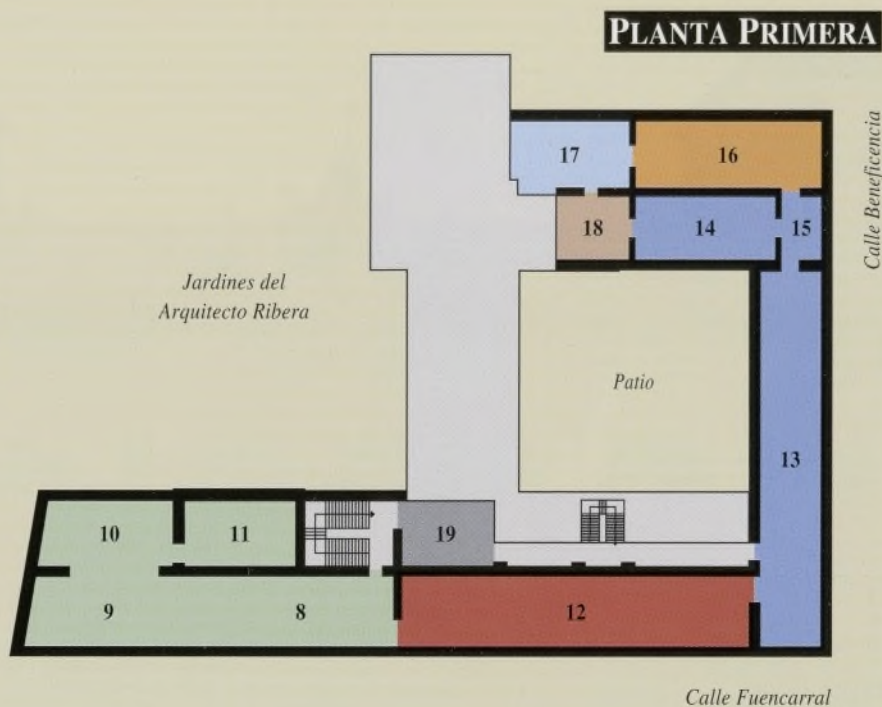 PLANTA PRIMERA
Calle Beneficencia
17
16
18
14
15
Jardines del
Arquitecto Ribera
Patio
13
10
11
19
9
8
12
Calle Fuencarral